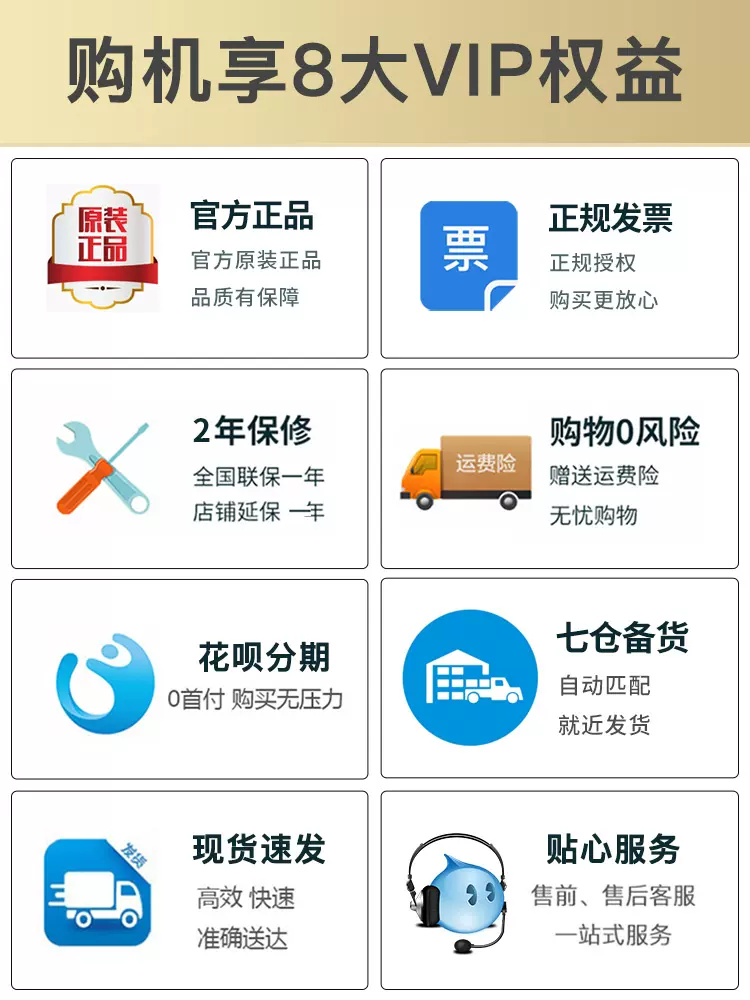 购机享8大VIP权益
原装
正品
官方正品
官方原装正品
品质有保障
票
正规发票
正规授权
购买更放心
2年保修
全国联保一年
店铺延保 一年
运费险
购物0风险
赠送运费险
无忧购物
花呗分期
0首付 购买无压力
七仓备货
自动匹配
就近发货
发货
现货速发
高效 快速
准确送达
贴心服务
售前、售后客服
一站式服务